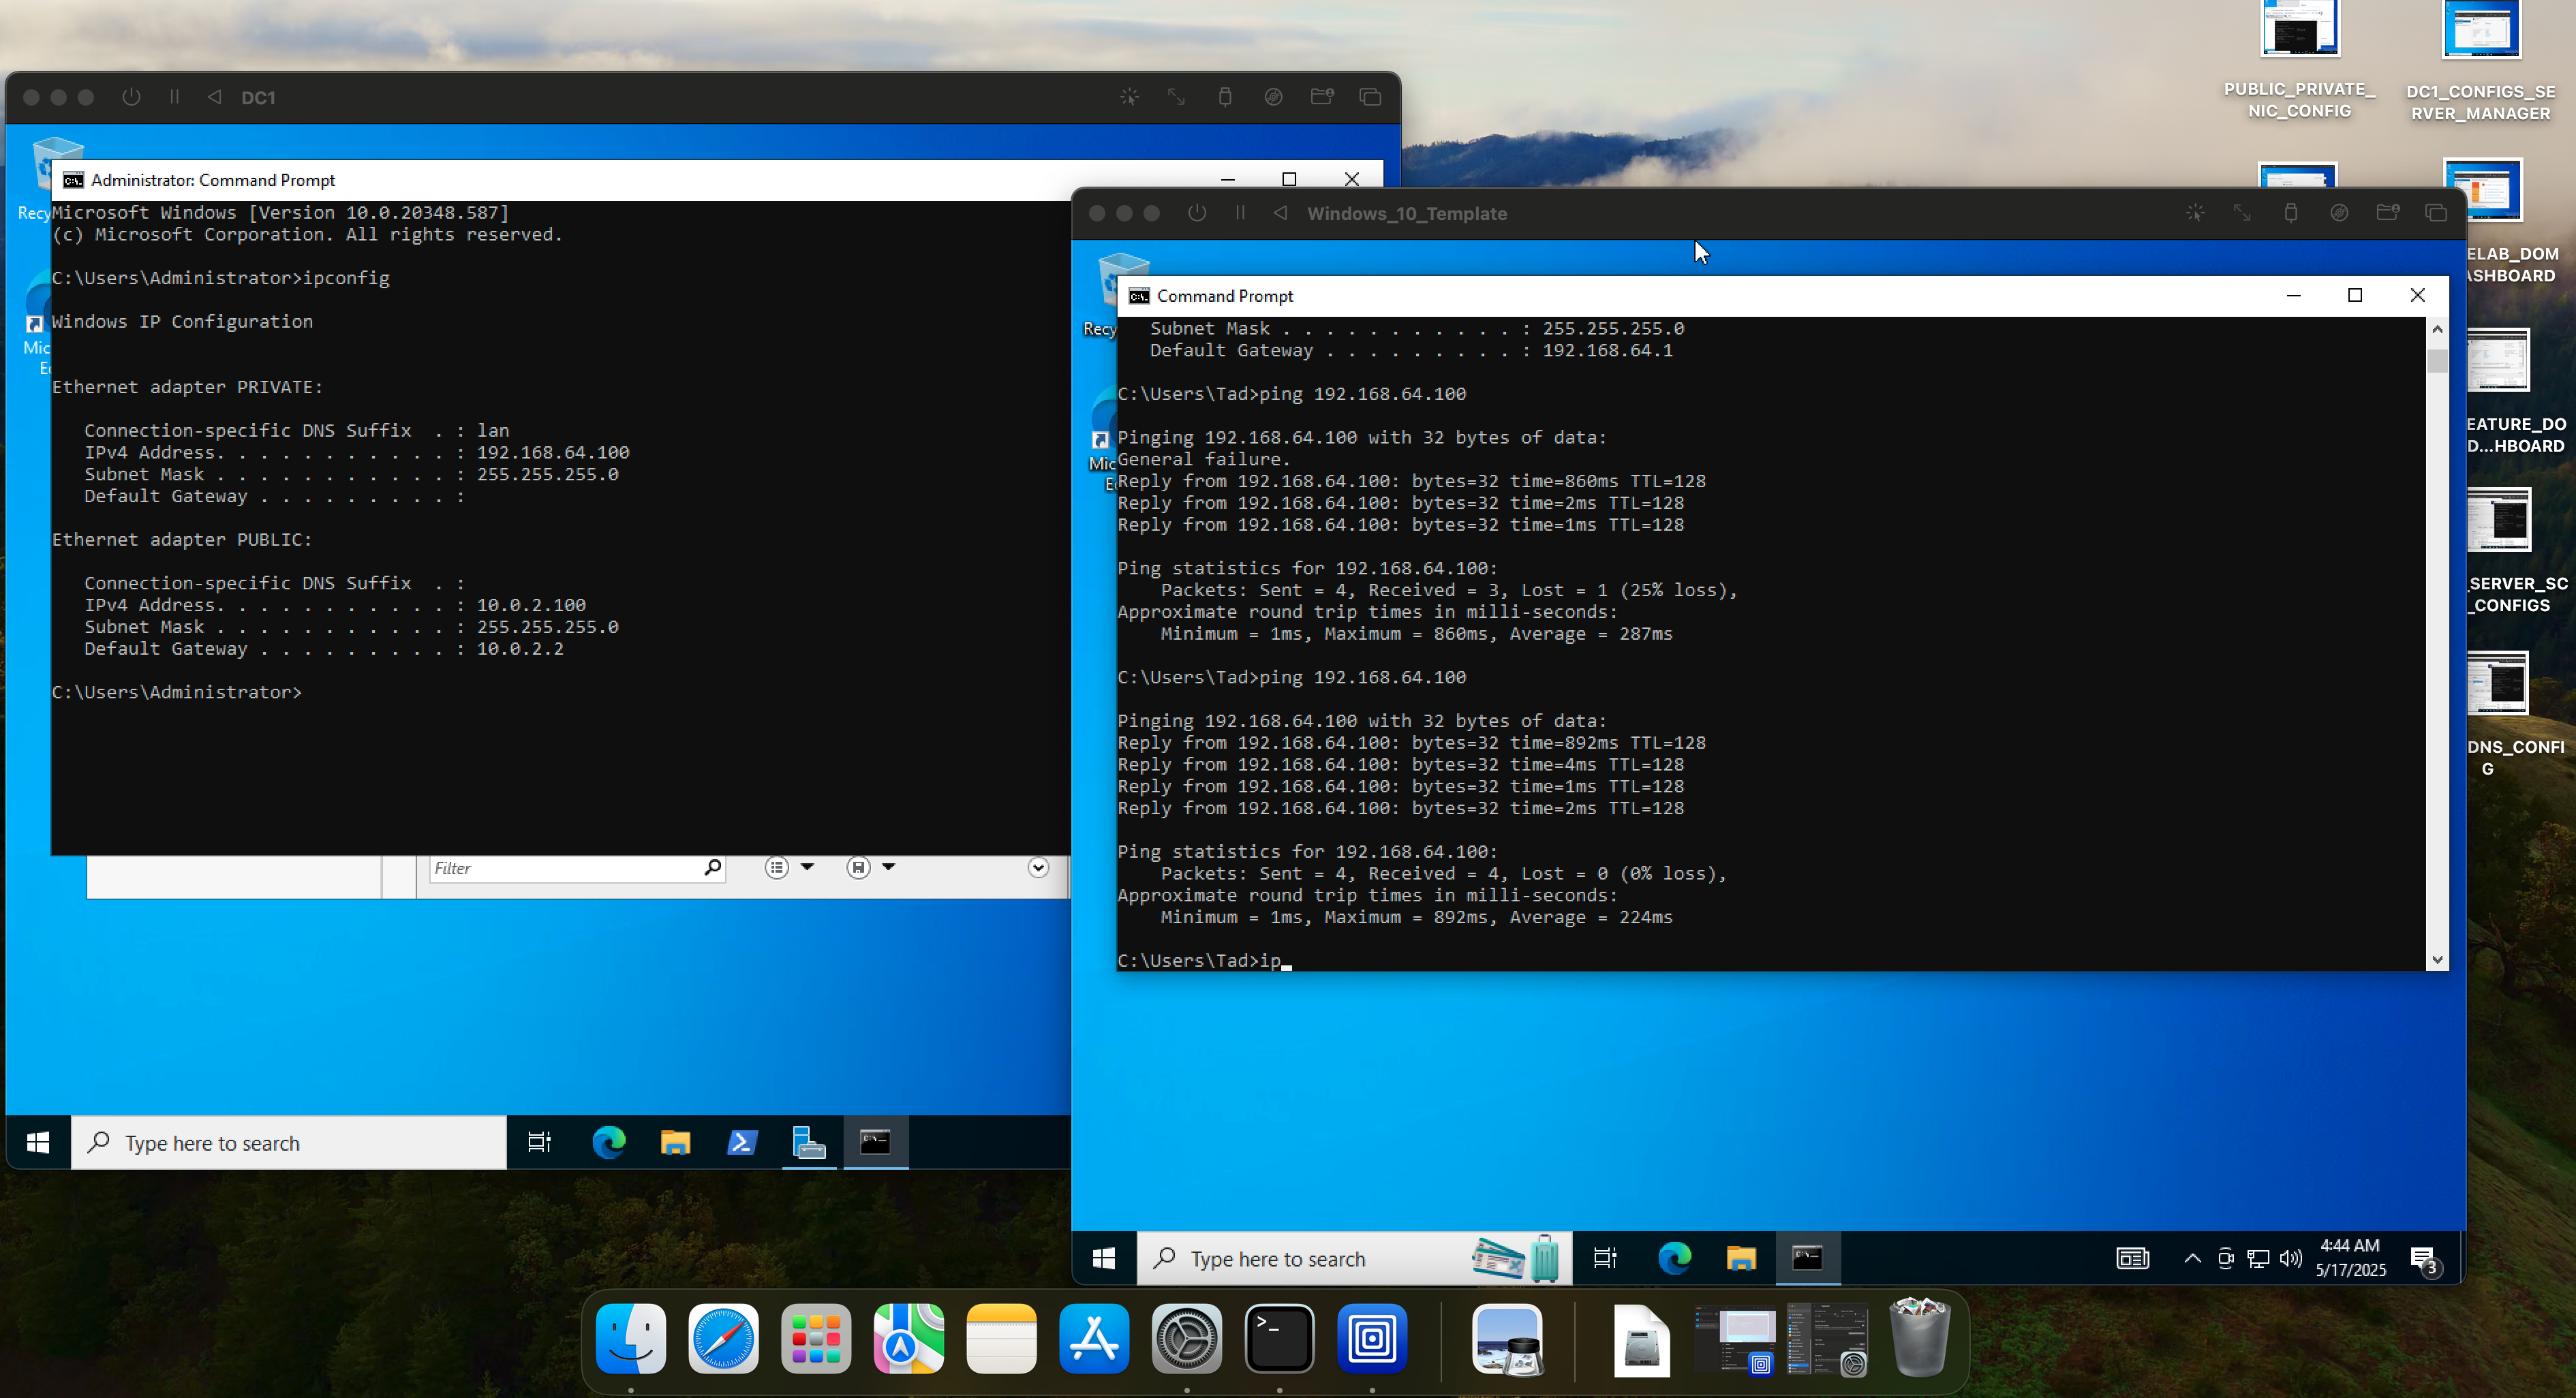 PUBLIC_PRIVATE_
NIC_CONFIG
DC1_CONFIGS_SE
RVER_MANAGER
DC1
Recy
Mic
E
Administrator: Command Prompt
Microsoft Windows [Version 10.0.20348.587]
(c) Microsoft Corporation. All rights reserved.
C:\Users\Administrator>ipconfig
Windows IP Configuration
Ethernet adapter PRIVATE:
Connection-specific DNS Suffix  . : lan
IPv4 Address. . . . . . . . . . . : 192.168.64.100
Subnet Mask . . . . . . . . . . . : 255.255.255.0
Default Gateway . . . . . . . . . :
Ethernet adapter PUBLIC:
Connection-specific DNS Suffix  . :
IPv4 Address. . . . . . . . . . . : 10.0.2.100
Subnet Mask . . . . . . . . . . . : 255.255.255.0
Default Gateway . . . . . . . . . : 10.0.2.2
C:\Users\Administrator>
Filter
Type here to search
Windows_10_Template
Recy
Mic
E
Command Prompt
Subnet Mask . . . . . . . . . . . : 255.255.255.0
Default Gateway . . . . . . . . . : 192.168.64.1
C:\Users\Tad>ping 192.168.64.100
Pinging 192.168.64.100 with 32 bytes of data:
General failure.
Reply from 192.168.64.100: bytes=32 time=860ms TTL=128
Reply from 192.168.64.100: bytes=32 time=2ms TTL=128
Reply from 192.168.64.100: bytes=32 time=1ms TTL=128
Ping statistics for 192.168.64.100:
Packets: Sent = 4, Received = 3, Lost = 1 (25% loss),
Approximate round trip times in milli-seconds:
Minimum = 1ms, Maximum = 860ms, Average = 287ms
C:\Users\Tad>ping 192.168.64.100
Pinging 192.168.64.100 with 32 bytes of data:
Reply from 192.168.64.100: bytes=32 time=892ms TTL=128
Reply from 192.168.64.100: bytes=32 time=4ms TTL=128
Reply from 192.168.64.100: bytes=32 time=1ms TTL=128
Reply from 192.168.64.100: bytes=32 time=2ms TTL=128
Ping statistics for 192.168.64.100:
Packets: Sent = 4, Received = 4, Lost = 0 (0% loss),
Approximate round trip times in milli-seconds:
Minimum = 1ms, Maximum = 892ms, Average = 224ms
C:\Users\Tad>ip_
Type here to search
4:44 AM
5/17/2025
3
ELAB_DOM
ASHBOARD
EATURE_DO
D...HBOARD
_SERVER_SC
_CONFIGS
DNS_CONFI
G